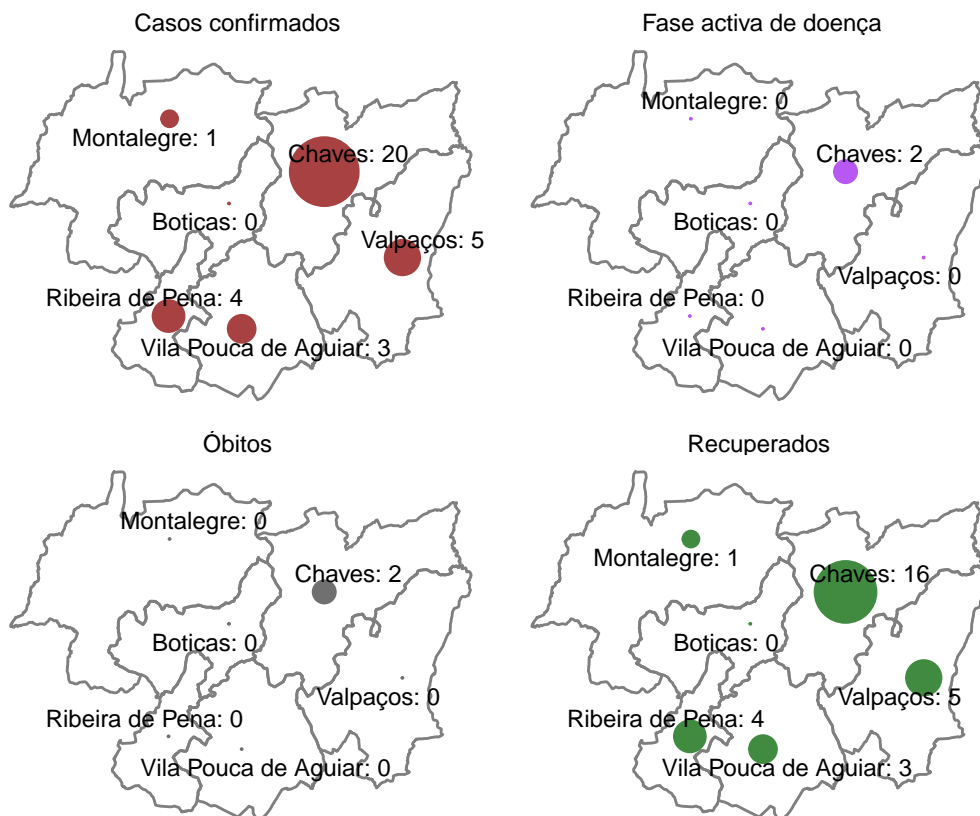 Casos confirmados
Montalegre: 1
Chaves: 20
Boticas: 0
Valpaços: 5
Ribeira de Pena: 4
Vila Pouca de Aguiar: 3
Fase activa de doença
Montalegre: 0
Chaves: 2
Boticas: 0
Valpaços: 0
Ribeira de Pena: 0
Vila Pouca de Aguiar: 0
Óbitos
Montalegre: 0
Chaves: 2
Boticas: 0
Valpaços: 0
Ribeira de Pena: 0
Vila Pouca de Aguiar: 0
Recuperados
Montalegre: 1
Chaves: 16
Boticas: 0
Valpaços: 5
Ribeira de Pena: 4
Vila Pouca de Aguiar: 3